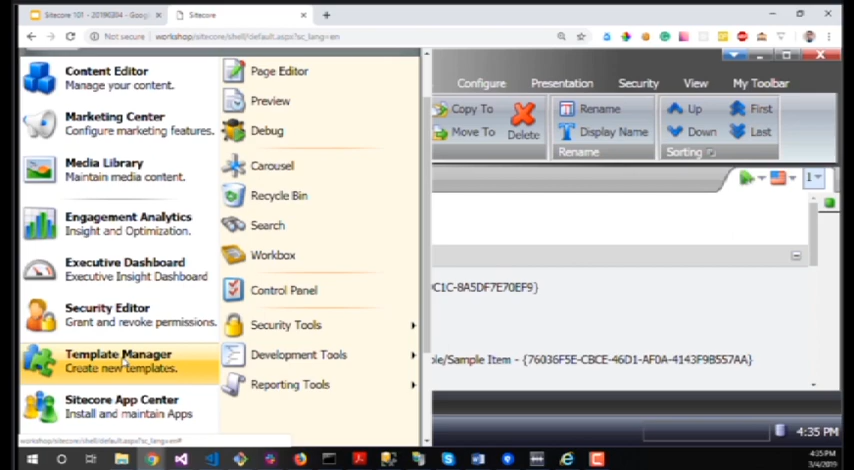 Sitecore 101 - 20190304 - Goog
Sitecore
Not secure
workshop/sitecore/shell/default.aspx?sc_lang=en
Content Editor
Manage your content.
Marketing Center
Configure marketing features.
Media Library
Maintain media content.
Engagement Analytics
Insight and Optimization.
Executive Dashboard
Executive Insight Dashboard
Security Editor
Grant and revoke permissions.
Template Manager
Create new templates.
Sitecore App Center
Install and maintain Apps
Page Editor
Preview
Debug
Carousel
Recycle Bin
Search
Workbox
Control Panel
Security Tools
Development Tools
Reporting Tools
Configure Presentation Security View My Toolbar
Copy To
Move To
Delete
Rename
Display Name
Rename
Up
Down
First
Last
Sorting
1
C1C-8A5DF7E70EF9}
ple/Sample Item - {76036F5E-CBCE-46D1-AF0A-4143F9B557AA}
workshop/sitecore/shell/default.aspx?sc_lang=en#
4:35 PM
4:35 PM
3/4/2019